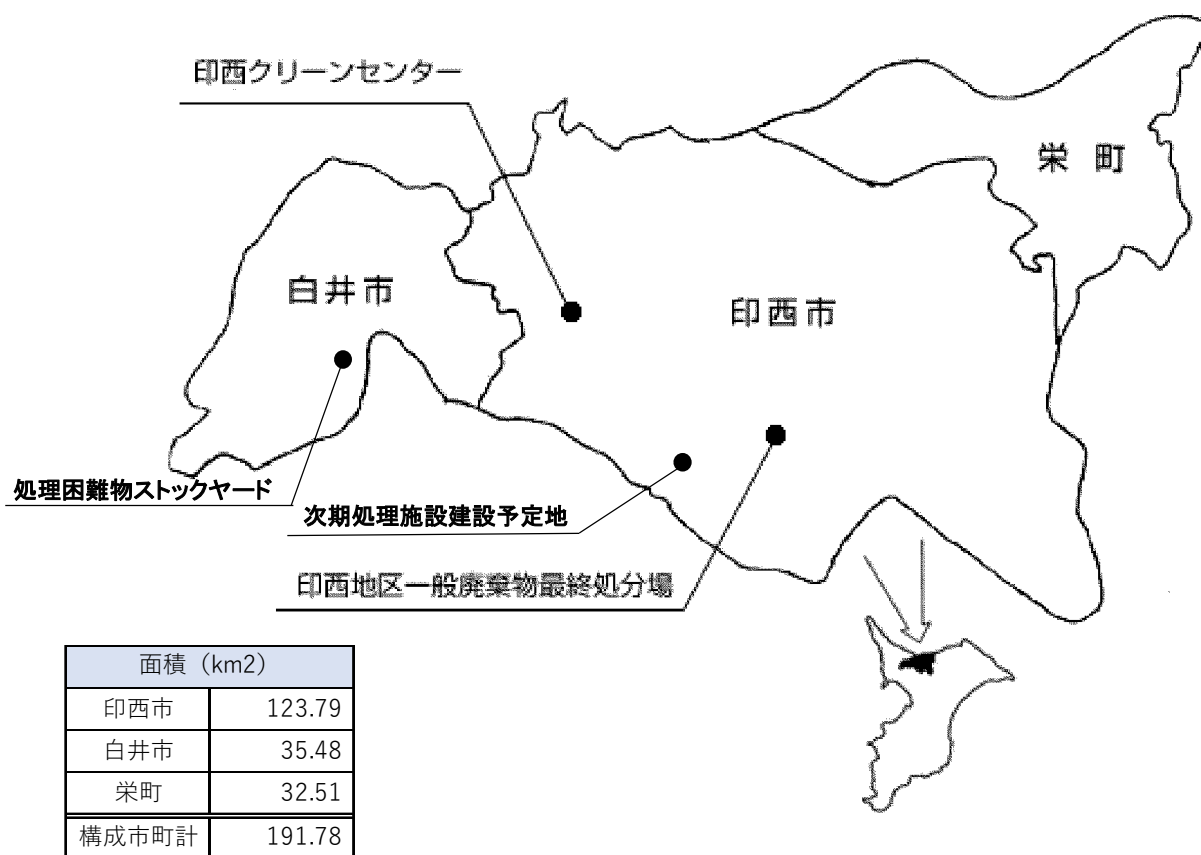 印西クリーンセンター
栄町
白井市
印西市
処理困難物ストックヤード
次期処理施設建設予定地
印西地区一般廃棄物最終処分場
面積（km2）
印西市 123.79
白井市 35.48
栄町 32.51
構成市町計 191.78